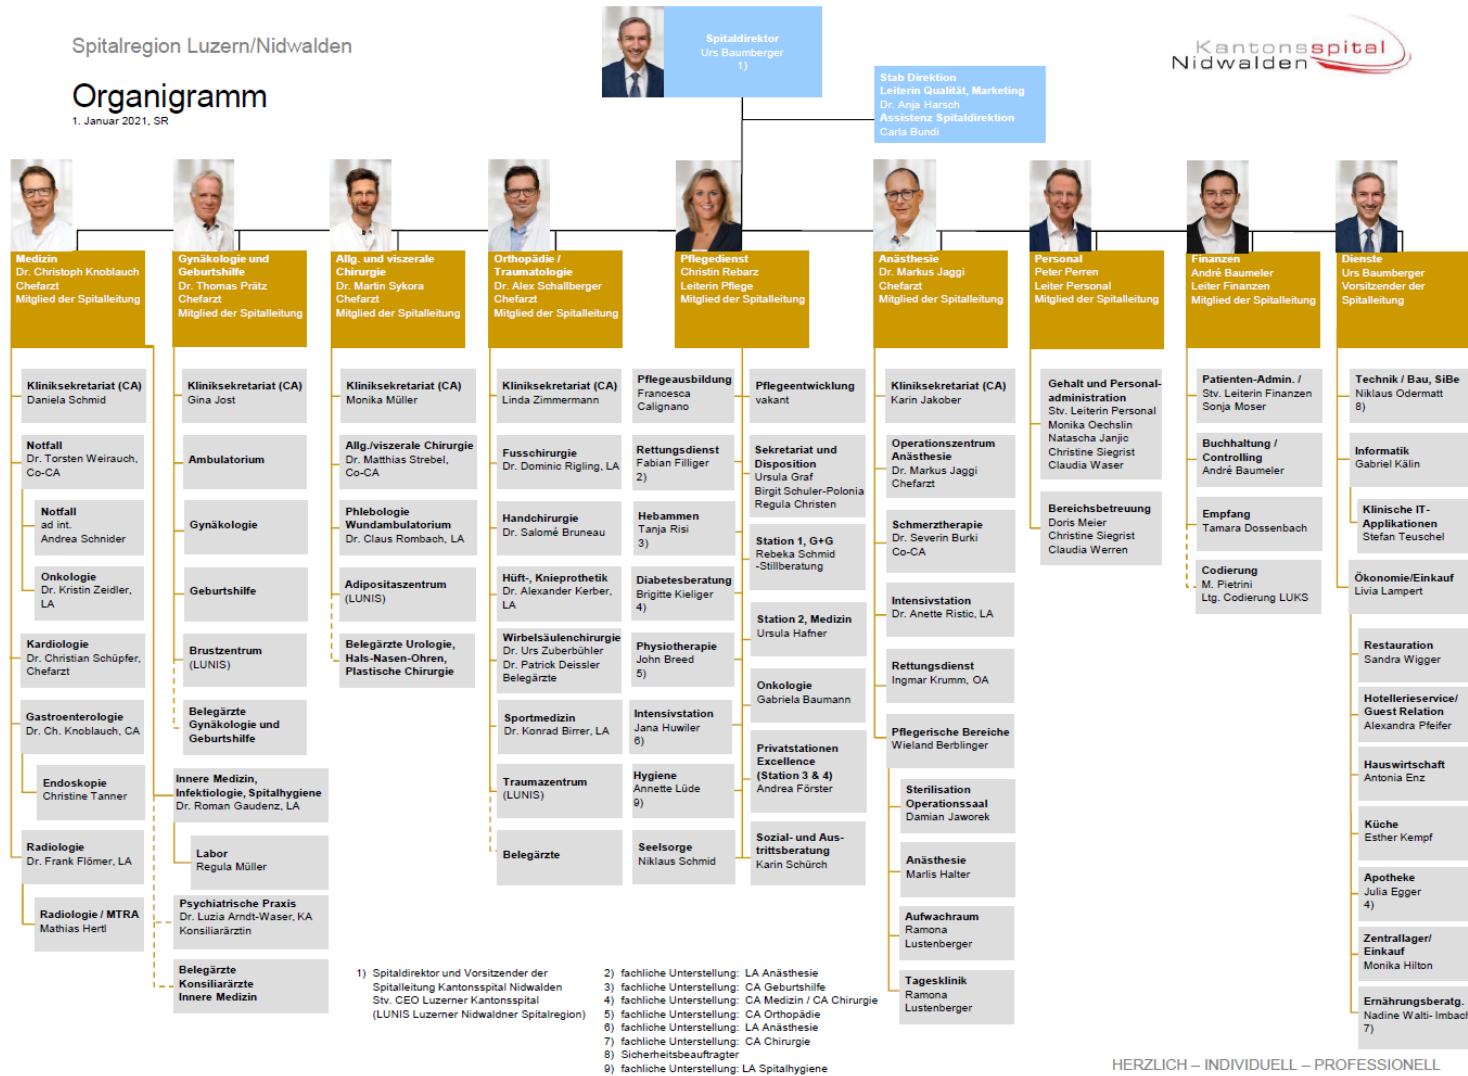 Spitalregion Luzern/Nidwalden
Organigramm
1. Januar 2021, SR
Spitaldirektor
Urs Baumberger
1)
Stab Direktion
Leiterin Qualität, Marketing
Dr. Anja Harsch
Assistenz Spitaldirektion
Carla Bundi
Kantonsspital
Nidwalden
Medizin
Dr. Christoph Knoblauch
Chefarzt
Mitglied der Spitalleitung
Gynäkologie und
Geburtshilfe
Dr. Thomas Prätz
Chefarzt
Mitglied der Spitalleitung
Allg. und viszerale
Chirurgie
Dr. Martin Sykora
Chefarzt
Mitglied der Spitalleitung
Orthopädie /
Traumatologie
Dr. Alex Schallberger
Chefarzt
Mitglied der Spitalleitung
Pflegedienst
Christin Rebarz
Leiterin Pflege
Mitglied der Spitalleitung
Anästhesie
Dr. Markus Jaggi
Chefarzt
Mitglied der Spitalleitung
Personal
Peter Perren
Leiter Personal
Mitglied der Spitalleitung
Finanzen
André Baumeler
Leiter Finanzen
Mitglied der Spitalleitung
Dienste
Urs Baumberger
Vorsitzender der
Spitalleitung
Kliniksekretariat (CA)
Daniela Schmid
Notfall
Dr. Torsten Weirauch,
Co-CA
Notfall
ad int.
Andrea Schnider
Onkologie
Dr. Kristin Zeidler,
LA
Kardiologie
Dr. Christian Schüpfer,
Chefarzt
Gastroenterologie
Dr. Ch. Knoblauch, CA
Endoskopie
Christine Tanner
Radiologie
Dr. Frank Flömer, LA
Radiologie / MTRA
Mathias Hertl
Kliniksekretariat (CA)
Gina Jost
Ambulatorium
Gynäkologie
Geburtshilfe
Brustzentrum
(LUNIS)
Belegärzte
Gynäkologie und
Geburtshilfe
Innere Medizin,
Infektiologie, Spitalhygiene
Dr. Roman Gaudenz, LA
Labor
Regula Müller
Psychiatrische Praxis
Dr. Luzia Arndt-Waser, KA
Konsiliarärztin
Belegärzte
Konsiliarärzte
Innere Medizin
Kliniksekretariat (CA)
Monika Müller
Allg./viszerale Chirurgie
Dr. Matthias Strebel,
Co-CA
Phlebologie
Wundambulatorium
Dr. Claus Rombach, LA
Adipositaszentrum
(LUNIS)
Belegärzte Urologie,
Hals-Nasen-Ohren,
Plastische Chirurgie
Kliniksekretariat (CA)
Linda Zimmermann
Fusschirurgie
Dr. Dominic Rigling, LA
Handchirurgie
Dr. Salomé Bruneau
Hüft-, Knieprothetik
Dr. Alexander Kerber,
LA
Wirbelsäulenchirurgie
Dr. Urs Zuberbühler
Dr. Patrick Deissler
Belegärzte
Sportmedizin
Dr. Konrad Birrer, LA
Traumazentrum
(LUNIS)
Belegärzte
Pflegeausbildung
Francesca
Calignano
Rettungsdienst
Fabian Filliger
2)
Hebammen
Tanja Risi
3)
Diabetesberatung
Brigitte Kieliger
4)
Physiotherapie
John Breed
5)
Intensivstation
Jana Huwiler
6)
Hygiene
Annette Lüde
9)
Seelsorge
Niklaus Schmid
Pflegeentwicklung
vakant
Sekretariat und
Disposition
Ursula Graf
Birgit Schuler-Polonia
Regula Christen
Station 1, G+G
Rebeka Schmid
-Stillberatung
Station 2, Medizin
Ursula Hafner
Onkologie
Gabriela Baumann
Privatstationen
Excellence
(Station 3 & 4)
Andrea Förster
Sozial- und Aus-
trittsberatung
Karin Schürch
Kliniksekretariat (CA)
Karin Jakober
Operationszentrum
Anästhesie
Dr. Markus Jaggi
Chefarzt
Schmerztherapie
Dr. Severin Burki
Co-CA
Intensivstation
Dr. Anette Ristic, LA
Rettungsdienst
Ingmar Krumm, OA
Pflegerische Bereiche
Wieland Berblinger
Sterilisation
Operationssaal
Damian Jaworek
Anästhesie
Marlis Halter
Aufwachraum
Ramona
Lustenberger
Tagesklinik
Ramona
Lustenberger
Gehalt und Personal-
administration
Stv. Leiterin Personal
Monika Oechslin
Natascha Janjic
Christine Siegrist
Claudia Waser
Bereichsbetreuung
Doris Meier
Christine Siegrist
Claudia Werren
Patienten-Admin. /
Stv. Leiterin Finanzen
Sonja Moser
Buchhaltung /
Controlling
André Baumeler
Empfang
Tamara Dossenbach
Codierung
M. Pietrini
Ltg. Codierung LUKS
Technik / Bau, SiBe
Niklaus Odermatt
8)
Informatik
Gabriel Kälin
Klinische IT-
Applikationen
Stefan Teuschel
Ökonomie/Einkauf
Livia Lampert
Restauration
Sandra Wigger
Hotellerieservice/
Guest Relation
Alexandra Pfeifer
Hauswirtschaft
Antonia Enz
Küche
Esther Kempf
Apotheke
Julia Egger
4)
Zentrallager/
Einkauf
Monika Hilton
Ernährungsberatg.
Nadine Walti- Imbach
7)
1) Spitaldirektor und Vorsitzender der
Spitalleitung Kantonsspital Nidwalden
Stv. CEO Luzerner Kantonsspital
(LUNIS Luzerner Nidwaldner Spitalregion)
2) fachliche Unterstellung: LA Anästhesie
3) fachliche Unterstellung: CA Geburtshilfe
4) fachliche Unterstellung: CA Medizin / CA Chirurgie
5) fachliche Unterstellung: CA Orthopädie
6) fachliche Unterstellung: LA Anästhesie
7) fachliche Unterstellung: CA Chirurgie
8) Sicherheitsbeauftragter
9) fachliche Unterstellung: LA Spitalhygiene
HERZLICH – INDIVIDUELL – PROFESSIONELL